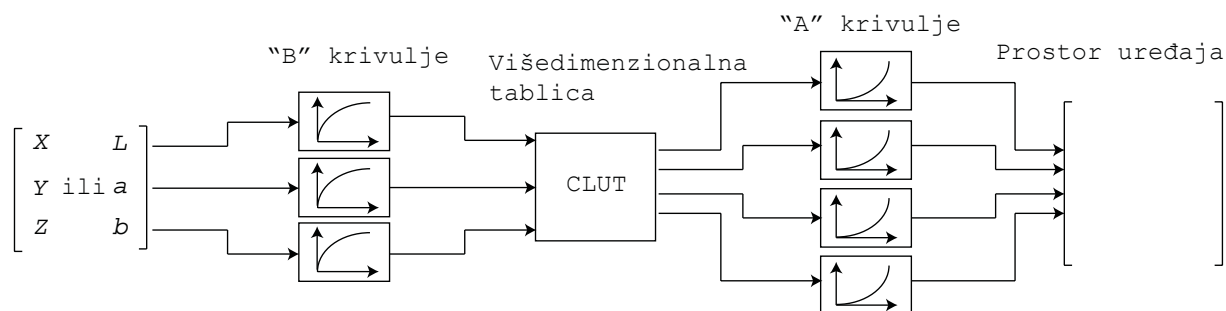 “B” krivulje
Višedimenzionalna
tablica
“A” krivulje
Prostor uređaja
X L
Y ili a
Z b
CLUT